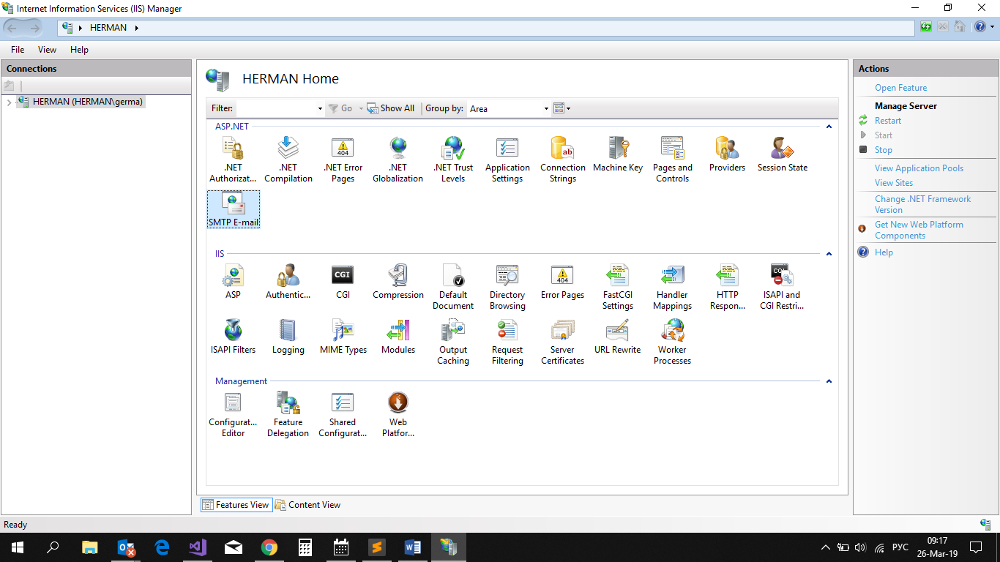 Internet Information Services (IIS) Manager
HERMAN
File View Help
Connections
HERMAN (HERMAN\germa)
HERMAN Home
Filter: Go Show All Group by: Area
ASP.NET
.NET Authorizat...
.NET Compilation
.NET Error Pages
404
.NET Globalization
.NET Trust Levels
Application Settings
Connection Strings
ab
Machine Key
Pages and Controls
Providers
Session State
SMTP E-mail
IIS
ASP
Authentic...
CGI
CGI
Compression
Default Document
Directory Browsing
404
Error Pages
FastCGI Settings
Handler Mappings
HTTP Respon...
ISAPI and CGI Restri...
ISAPI Filters
Logging
MIME Types
Modules
Output Caching
Request Filtering
Server Certificates
URL Rewrite
Worker Processes
Management
Configurat... Editor
Feature Delegation
Shared Configurat...
Web Platfor...
Features View
Content View
Actions
Open Feature
Manage Server
Restart
Start
Stop
View Application Pools
View Sites
Change .NET Framework
Version
Get New Web Platform
Components
Help
Ready
РУС
09:17
26-Mar-19